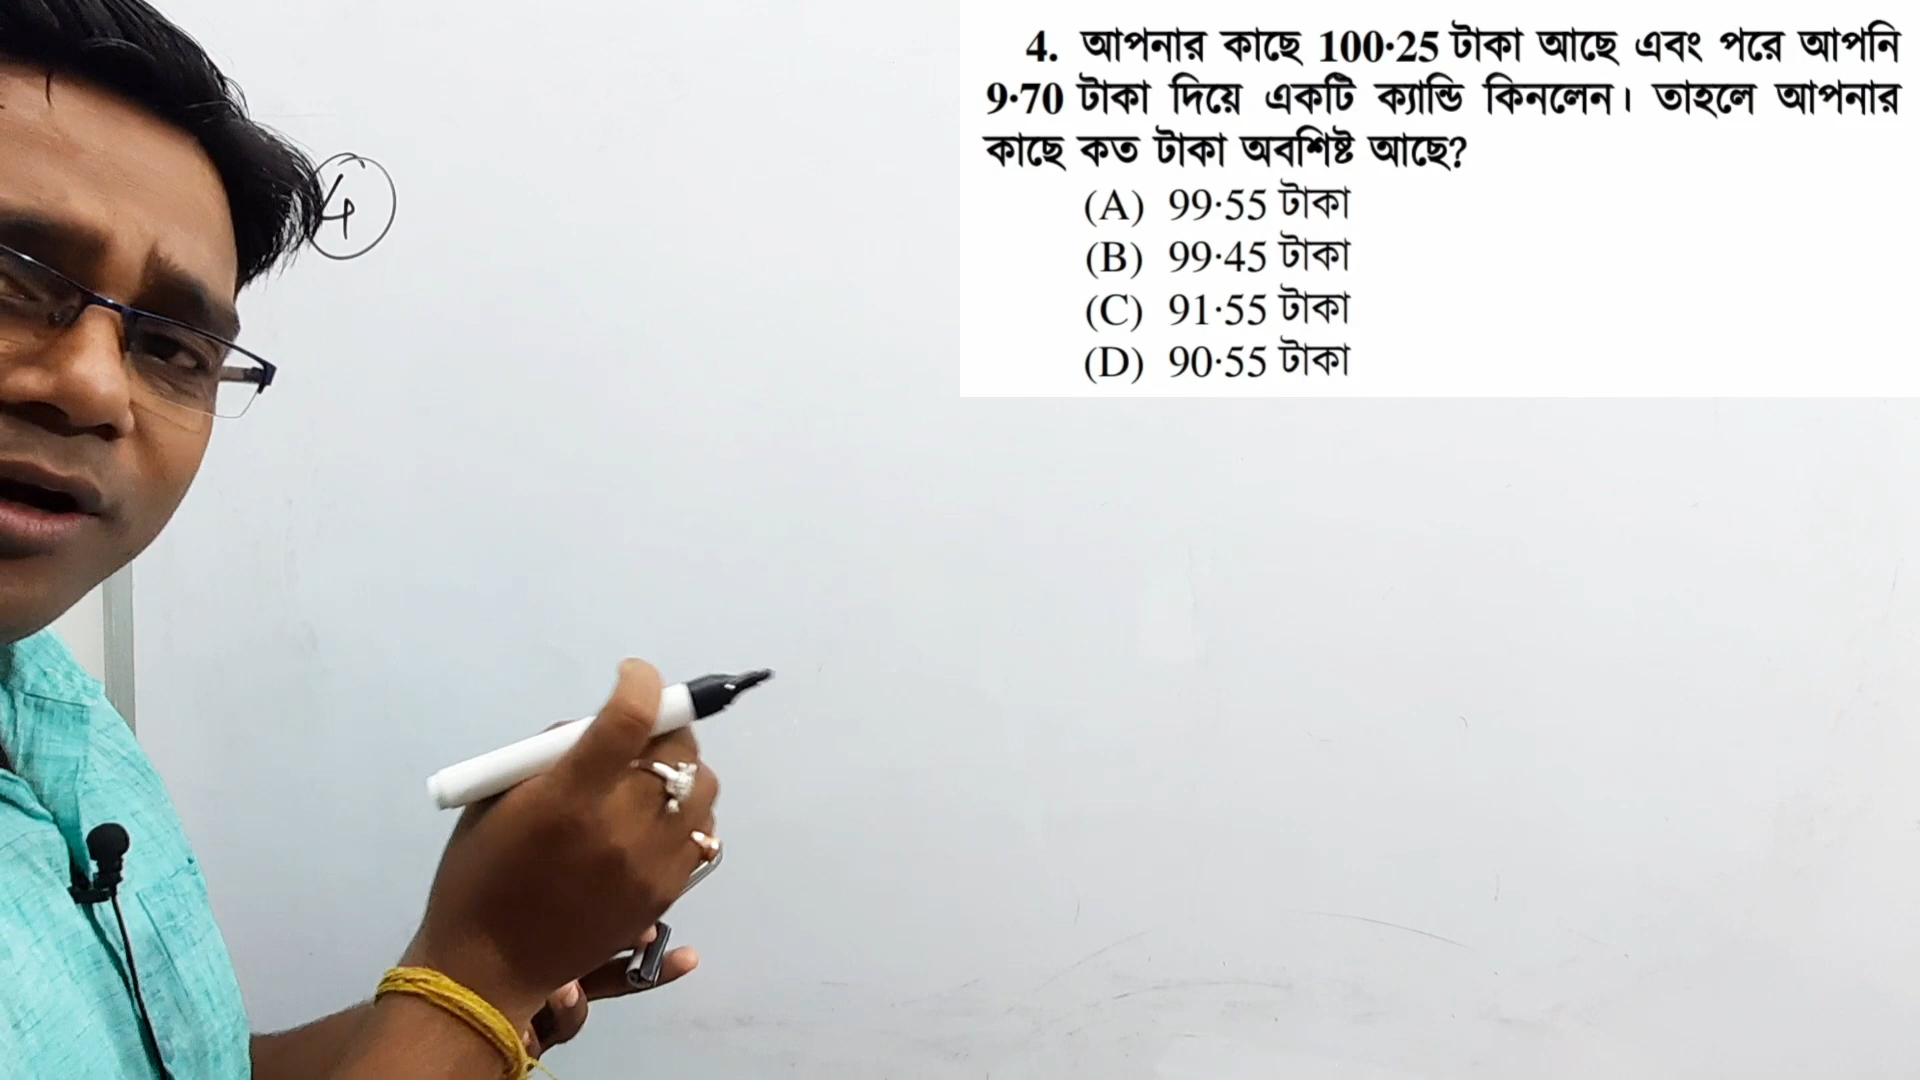 4
4. আপনার কাছে 100·25 টাকা আছে এবং পরে আপনি
9·70 টাকা দিয়ে একটি ক্যান্ডি কিনলেন। তাহলে আপনার
কাছে কত টাকা অবশিষ্ট আছে?
(A) 99·55 টাকা
(B) 99·45 টাকা
(C) 91·55 টাকা
(D) 90·55 টাকা